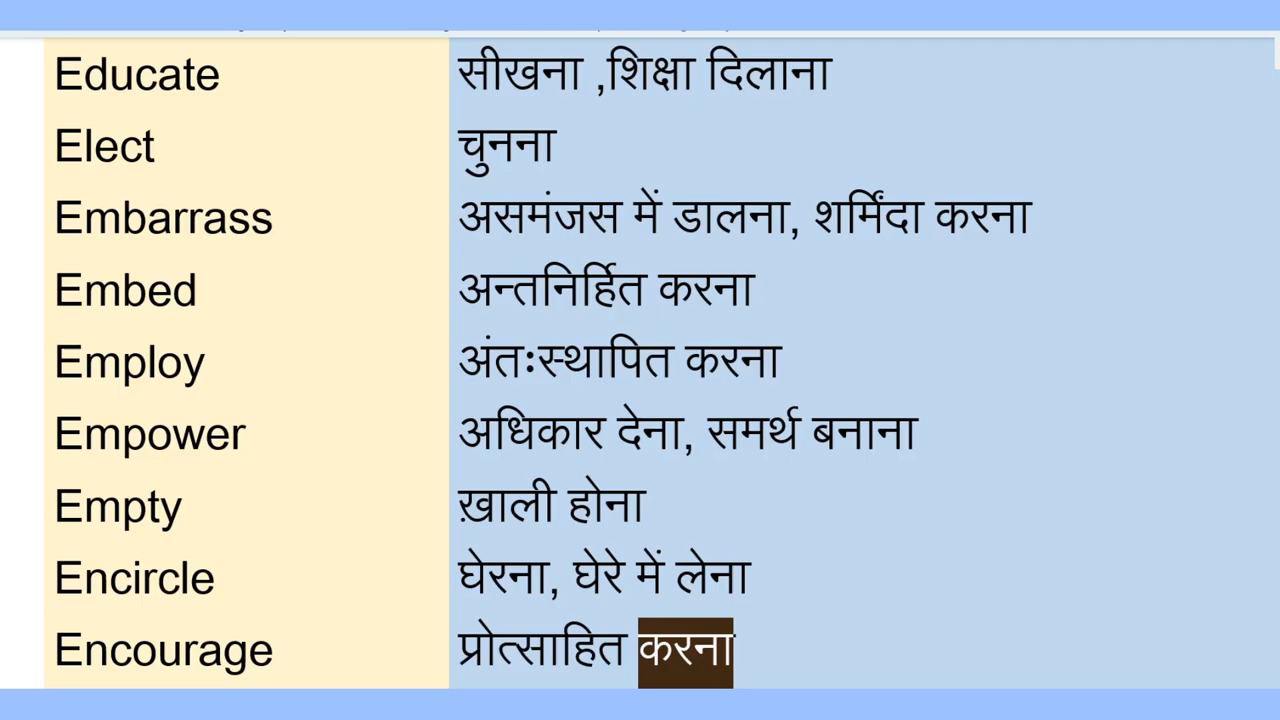 Educate सीखना ,शिक्षा दिलाना
Elect चुनना
Embarrass असमंजस में डालना, शर्मिंदा करना
Embed अन्तनिर्हित करना
Employ अंतःस्थापित करना
Empower अधिकार देना, समर्थ बनाना
Empty ख़ाली होना
Encircle घेरना, घेरे में लेना
Encourage प्रोत्साहित करना